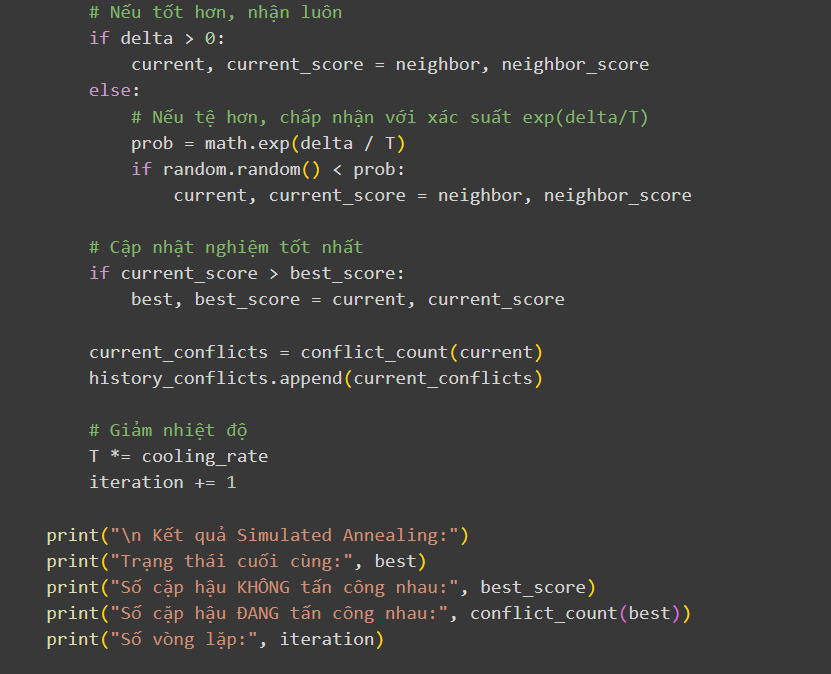 # Nếu tốt hơn, nhận luôn
if delta > 0:
current, current_score = neighbor, neighbor_score
else:
# Nếu tệ hơn, chấp nhận với xác suất exp(delta/T)
prob = math.exp(delta / T)
if random.random() < prob:
current, current_score = neighbor, neighbor_score
# Cập nhật nghiệm tốt nhất
if current_score > best_score:
best, best_score = current, current_score
current_conflicts = conflict_count(current)
history_conflicts.append(current_conflicts)
# Giảm nhiệt độ
T *= cooling_rate
iteration += 1
print("\n Kết quả Simulated Annealing:")
print("Trạng thái cuối cùng:", best)
print("Số cặp hậu KHÔNG tấn công nhau:", best_score)
print("Số cặp hậu ĐANG tấn công nhau:", conflict_count(best))
print("Số vòng lặp:", iteration)